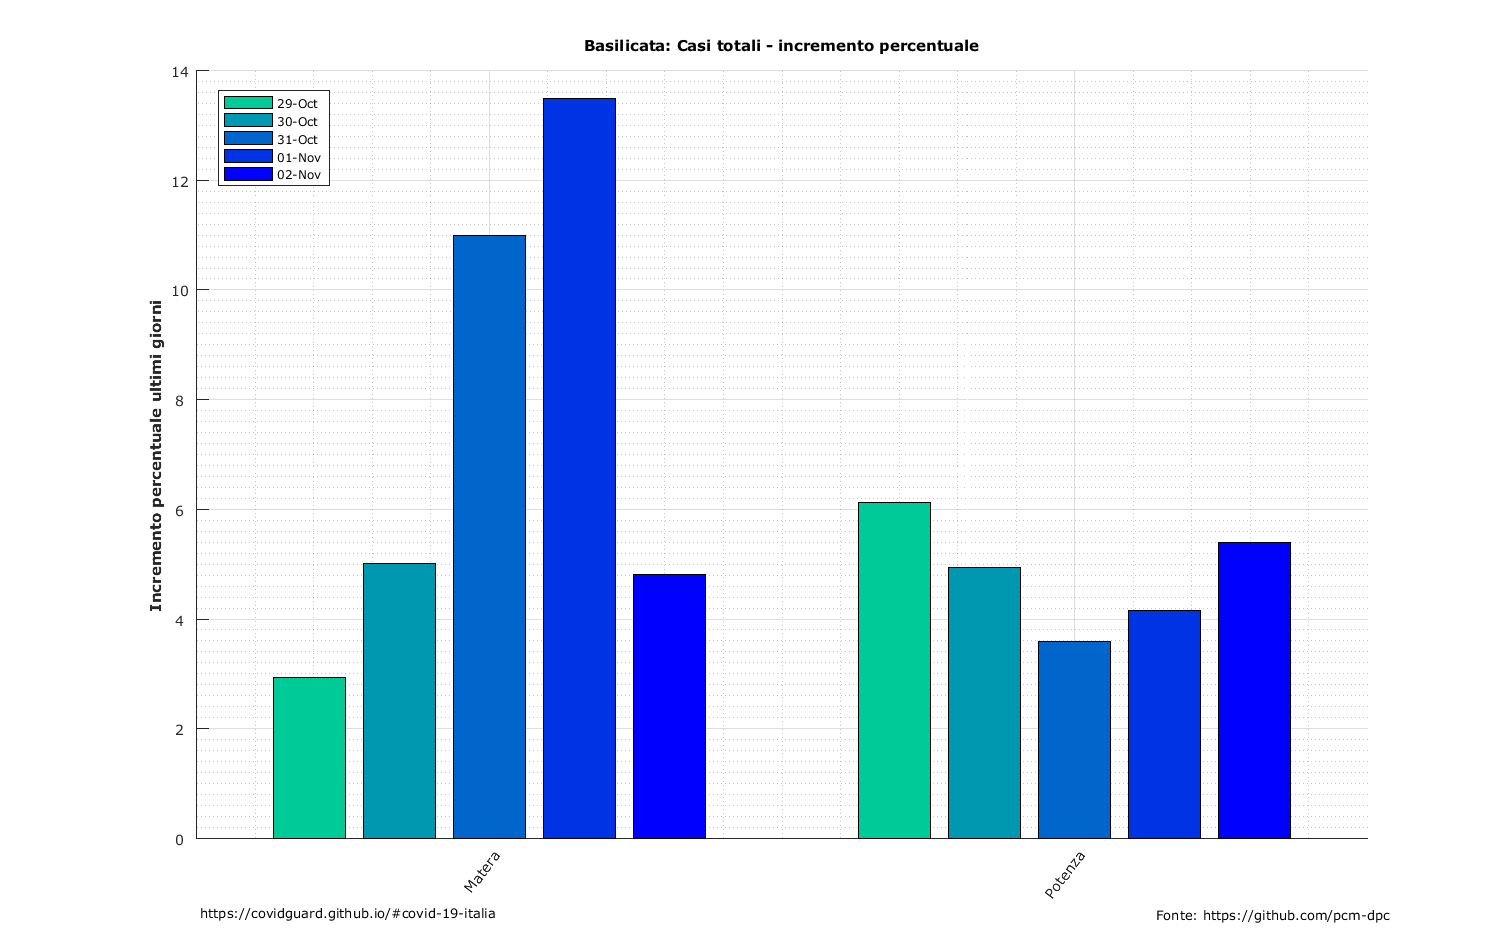 Basilicata: Casi totali - incremento percentuale
14
12
10
8
6
4
2
0
Incremento percentuale ultimi giorni
29-Oct
30-Oct
31-Oct
01-Nov
02-Nov
Matera
Potenza
https://covidguard.github.io/#covid-19-italia
Fonte: https://github.com/pcm-dpc